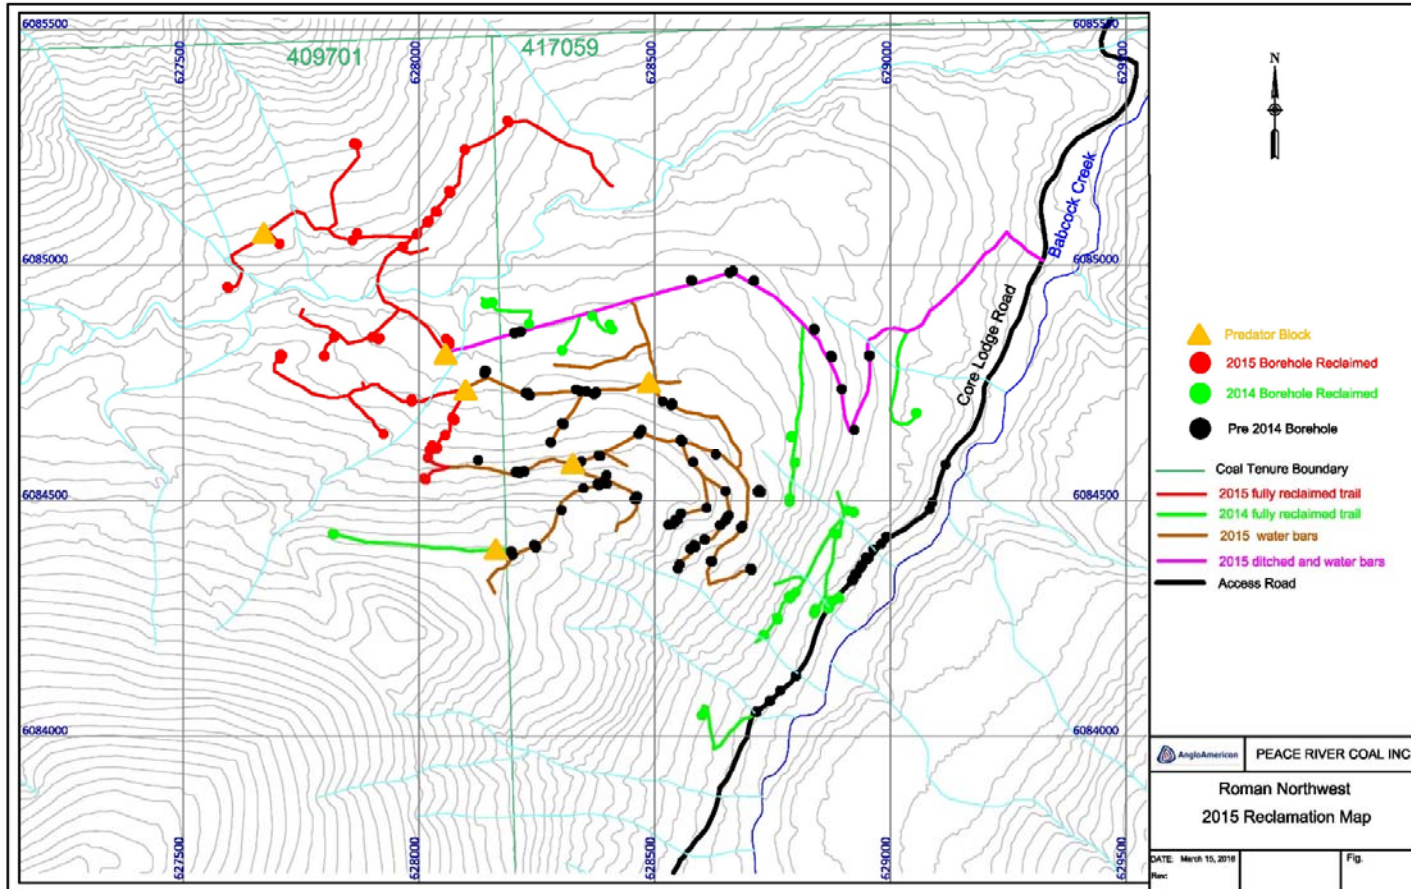 6085500
627500
409701
628000
417059
628500
629000
6085500
629500
N
Babcock Creek
6085000
6085000
Core Lodge Road
Predator Block
2015 Borehole Reclaimed
2014 Borehole Reclaimed
Pre 2014 Borehole
Coal Tenure Boundary
2015 fully reclaimed trail
2014 fully reclaimed trail
2015 water bars
2015 ditched and water bars
Access Road
6084500
6084500
6084000
6084000
627500
628000
628500
629000
629500
AngloAmerican
PEACE RIVER COAL INC
Roman Northwest
2015 Reclamation Map
DATE: March 15, 2016
Rev:
Fig.